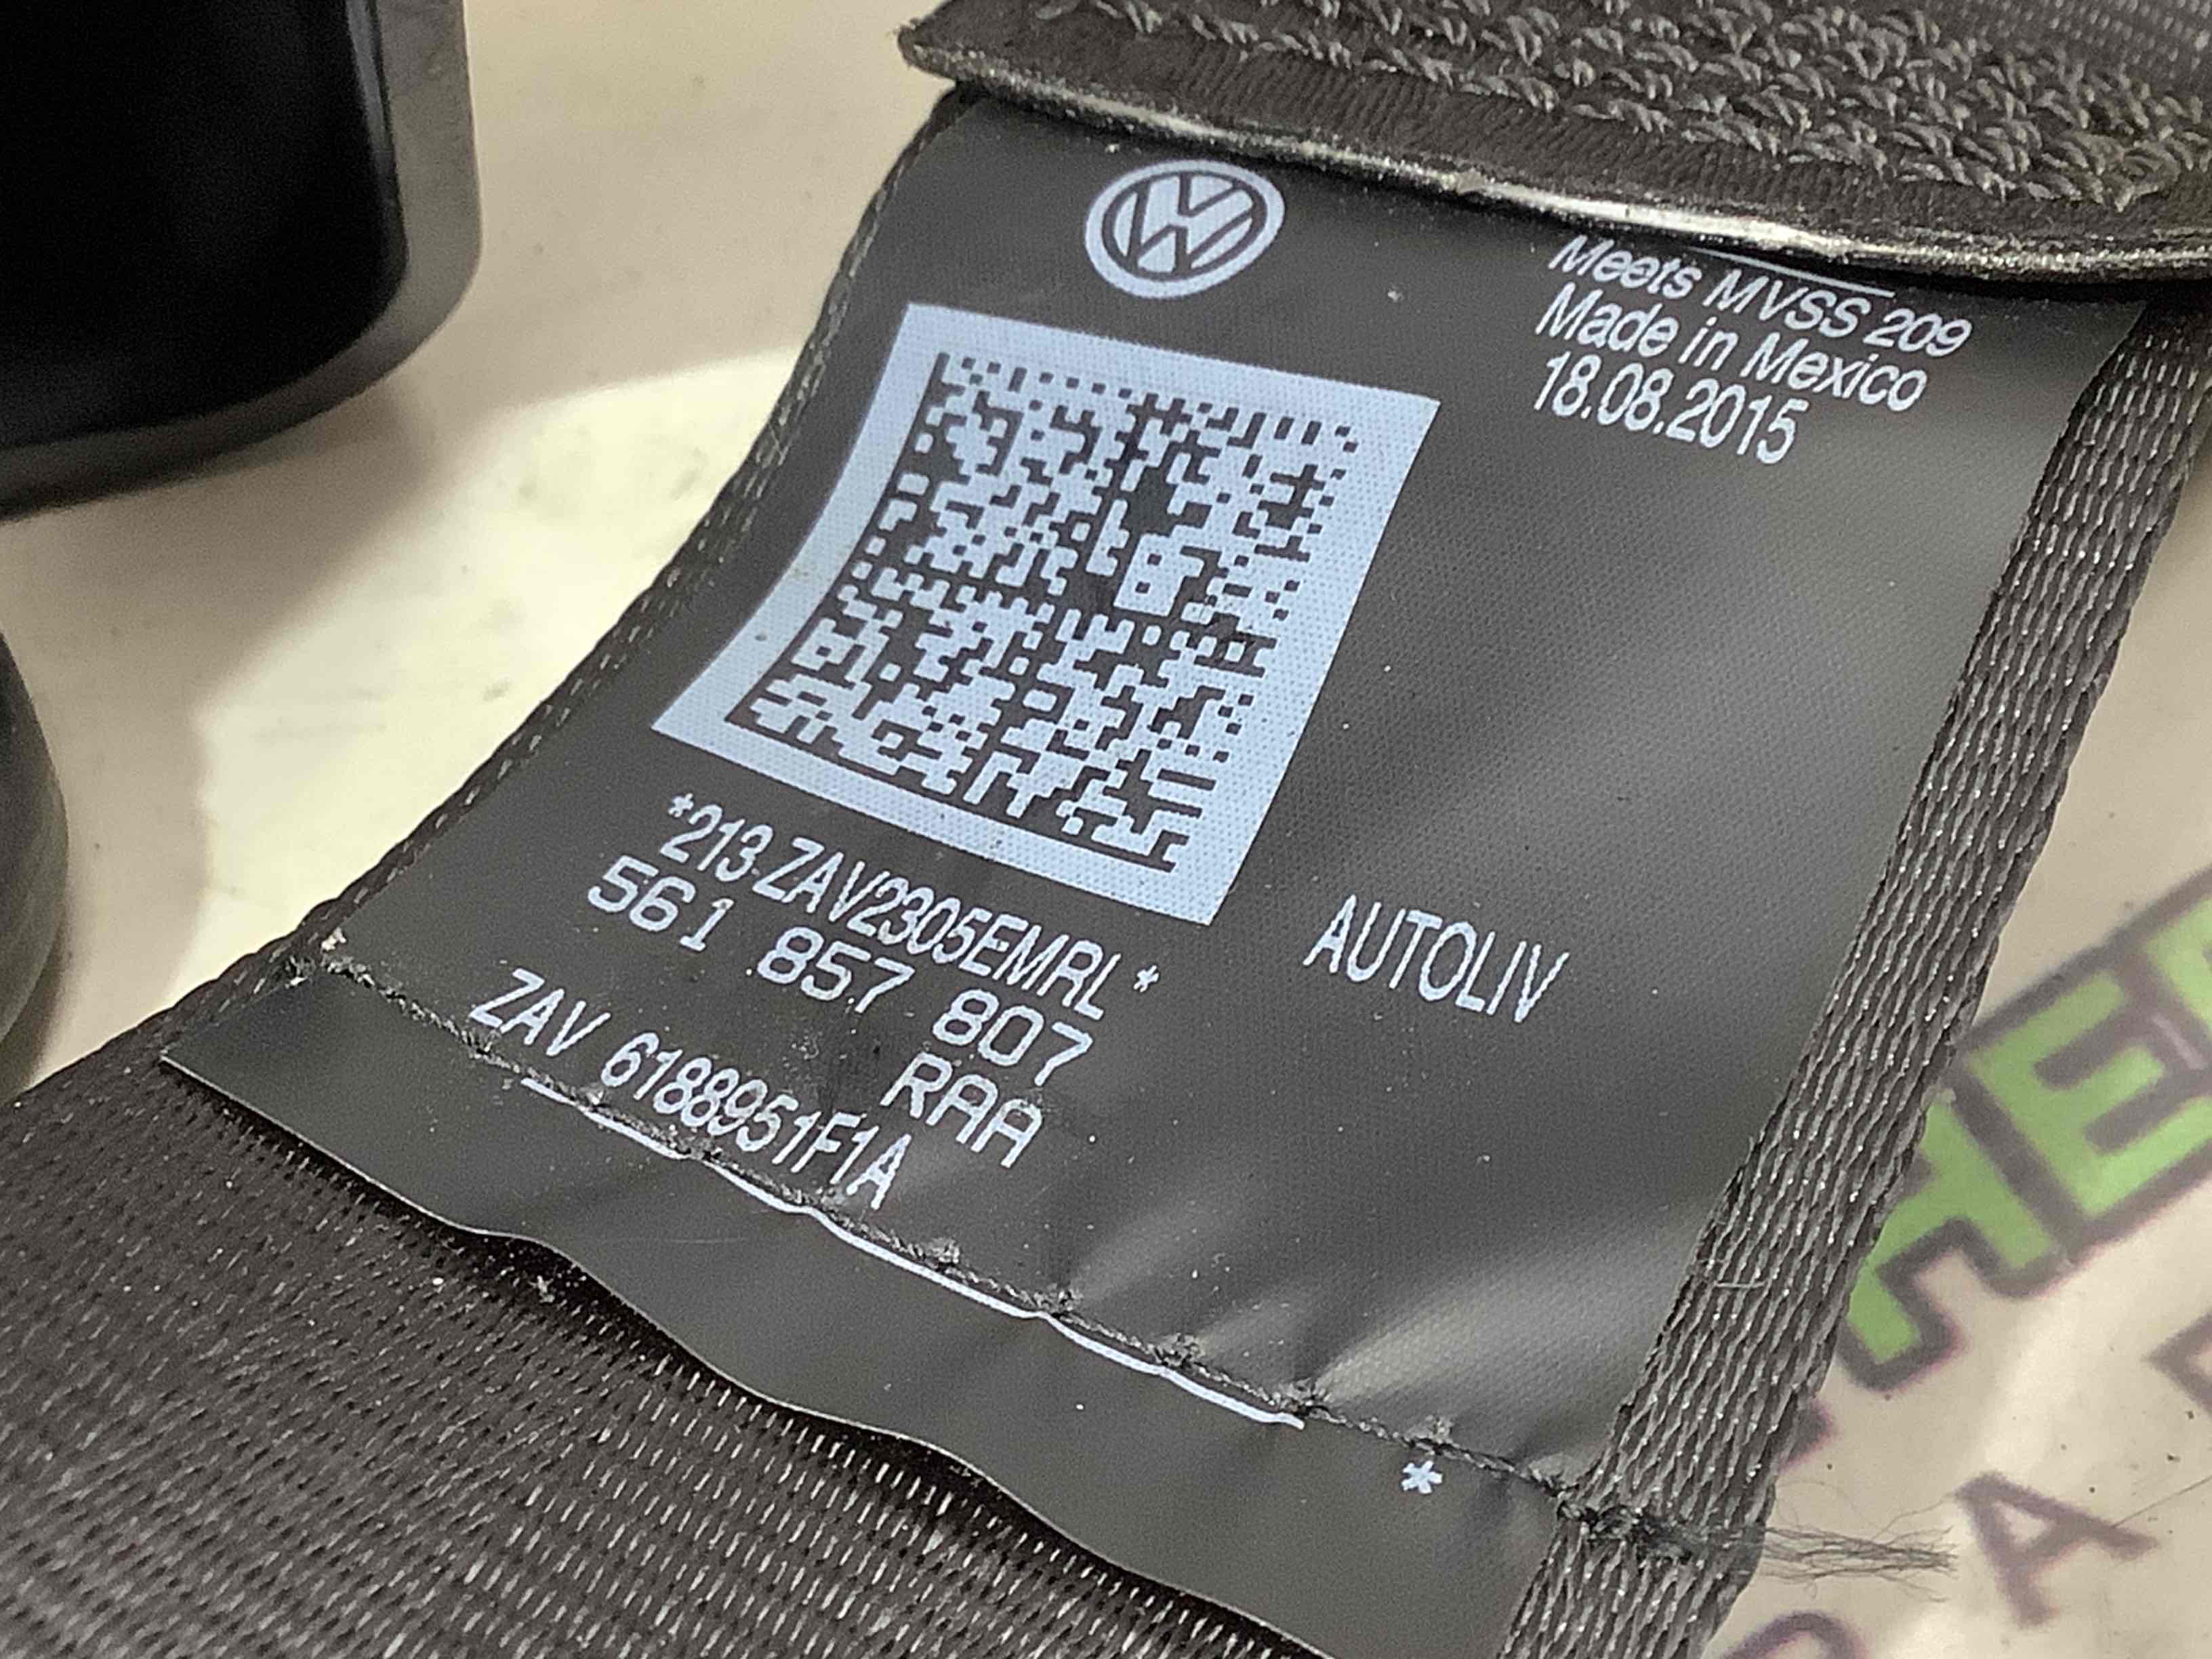 Meets MVSS 209
Made in Mexico
18.08.2015
*213 ZAV2305EMRL*
561 857 807
RAA
ZAV 6188951F1A
AUTOLIV
*